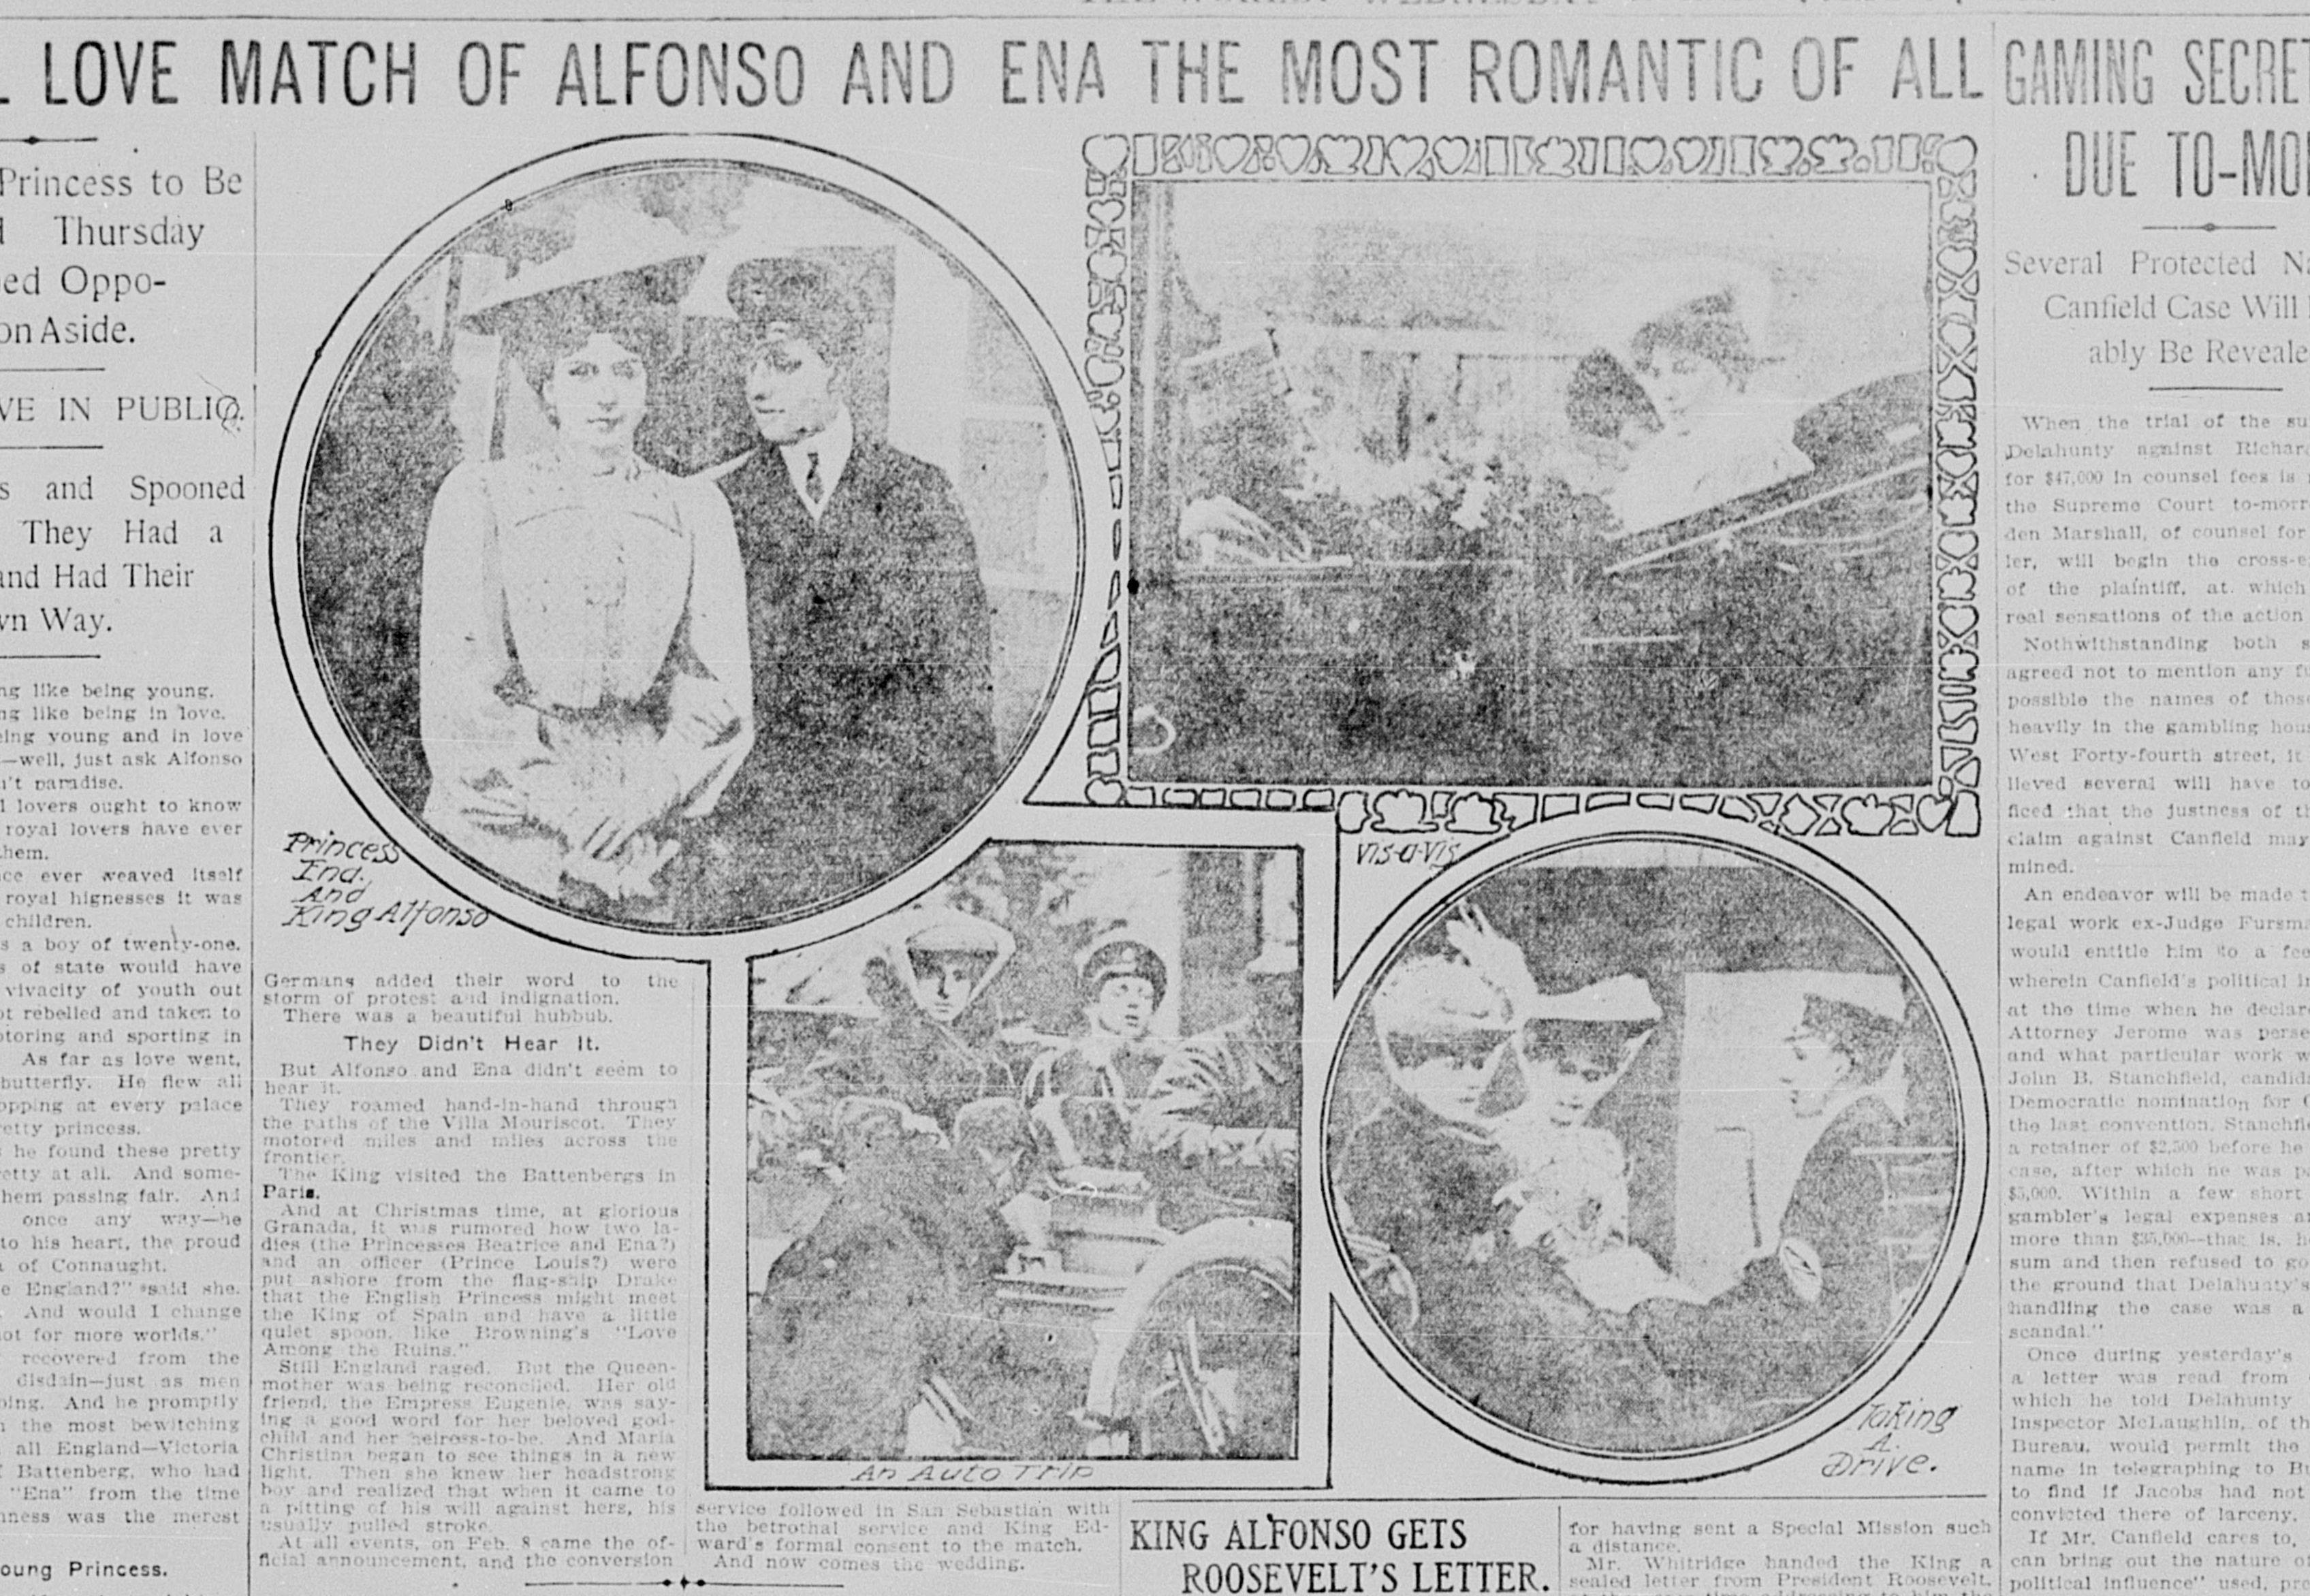 LOVE MATCH OF ALFONSO AND ENA THE MOST ROMANTIC OF ALL
Princess to Be
Thursday
Oppo-
Aside.
IN PUBLIC.
and Spooned
They Had a
and Had Their
Way.
like being young.
like being in love.
being young and in love
—well, just ask Alfonso
paradise.
lovers ought to know
royal lovers have ever
them.
ever weaved itself
royal highnesses it was
children.
a boy of twenty-one.
of state would have
vivacity of youth out
rebelled and taken to
motoring and sporting in
As far as love went,
butterfly. He flew all
stopping at every palace
pretty princess.
he found these pretty
pretty at all. And some-
them passing fair. And
once any way—he
to his heart, the proud
of Connaught.
England?" said she.
And would I change
not for more worlds."
recovered from the
disdain—just as men
And he promptly
the most bewitching
all England—Victoria
Battenberg, who had
"Ena" from the time
was the merest
Young Princess.
Princess
Ena.
And
King Alfonso
Vis-a-Vis
An Auto Trip
Taking
A.
Drive.
Germans added their word to the
storm of protest and indignation.
There was a beautiful hubbub.
They Didn't Hear It.
But Alfonso and Ena didn't seem to
hear it.
They roamed hand-in-hand through
the paths of the Villa Mouriscot. They
motored miles and miles across the
frontier.
The King visited the Battenbergs in
Paris.
And at Christmas time, at glorious
Granada, it was rumored how two la-
dies (the Princesses Beatrice and Ena?)
and an officer (Prince Louis?) were
put ashore from the flag-ship Drake
that the English Princess might meet
the King of Spain and have a little
quiet spoon, like Browning's "Love
Among the Ruins."
Still England raged. But the Queen-
mother was being reconciled. Her old
friend, the Empress Eugenie, was say-
ing a good word for her beloved god-
child and her heiress-to-be. And Maria
Christina began to see things in a new
light. Then she knew her headstrong
boy and realized that when it came to
a pitting of his will against hers, his
usually pulled stroke.
At all events, on Feb. 8 came the of-
ficial announcement, and the conversion
service followed in San Sebastian with
the betrothal service and King Ed-
ward's formal consent to the match.
And now comes the wedding.
KING ALFONSO GETS
ROOSEVELT'S LETTER.
for having sent a Special Mission such
a distance.
Mr. Whitridge handed the King a
sealed letter from President Roosevelt,
GAMING SECRET
DUE TO-MO
Several Protected
Canfield Case Will
ably Be Reveale
When the trial of the
Delahunty against Richar
for $47,000 in counsel fees is
the Supreme Court to-morr
den Marshall, of counsel for
ler, will begin the cross-e
of the plaintiff, at which
real sensations of the action
Nothwithstanding both
agreed not to mention any
possible the names of those
heavily in the gambling hou
West Forty-fourth street, it
lieved several will have to
ficed that the justness of th
claim against Canfield may
mined.
An endeavor will be made
legal work ex-Judge Fursm
would entitle him to a fee
wherein Canfield's political
at the time when he declar
Attorney Jerome was perse
and what particular work
John B. Stanchfield, candid
Democratic nomination for
the last convention. Stanchfi
a retainer of $2,500 before he
case, after which he was
$5,000. Within a few short
gambler's legal expenses
more than $35,000—that is, he
sum and then refused to go
the ground that Delahunty's
handling the case was a
scandal."
Once during yesterday's
a letter was read from
which he told Delahunty
Inspector McLaughlin, of th
Bureau, would permit the
name in telegraphing to
to find if Jacobs had not
convicted there of larceny.
If Mr. Canfield cares to,
can bring out the nature of
political influence" used,